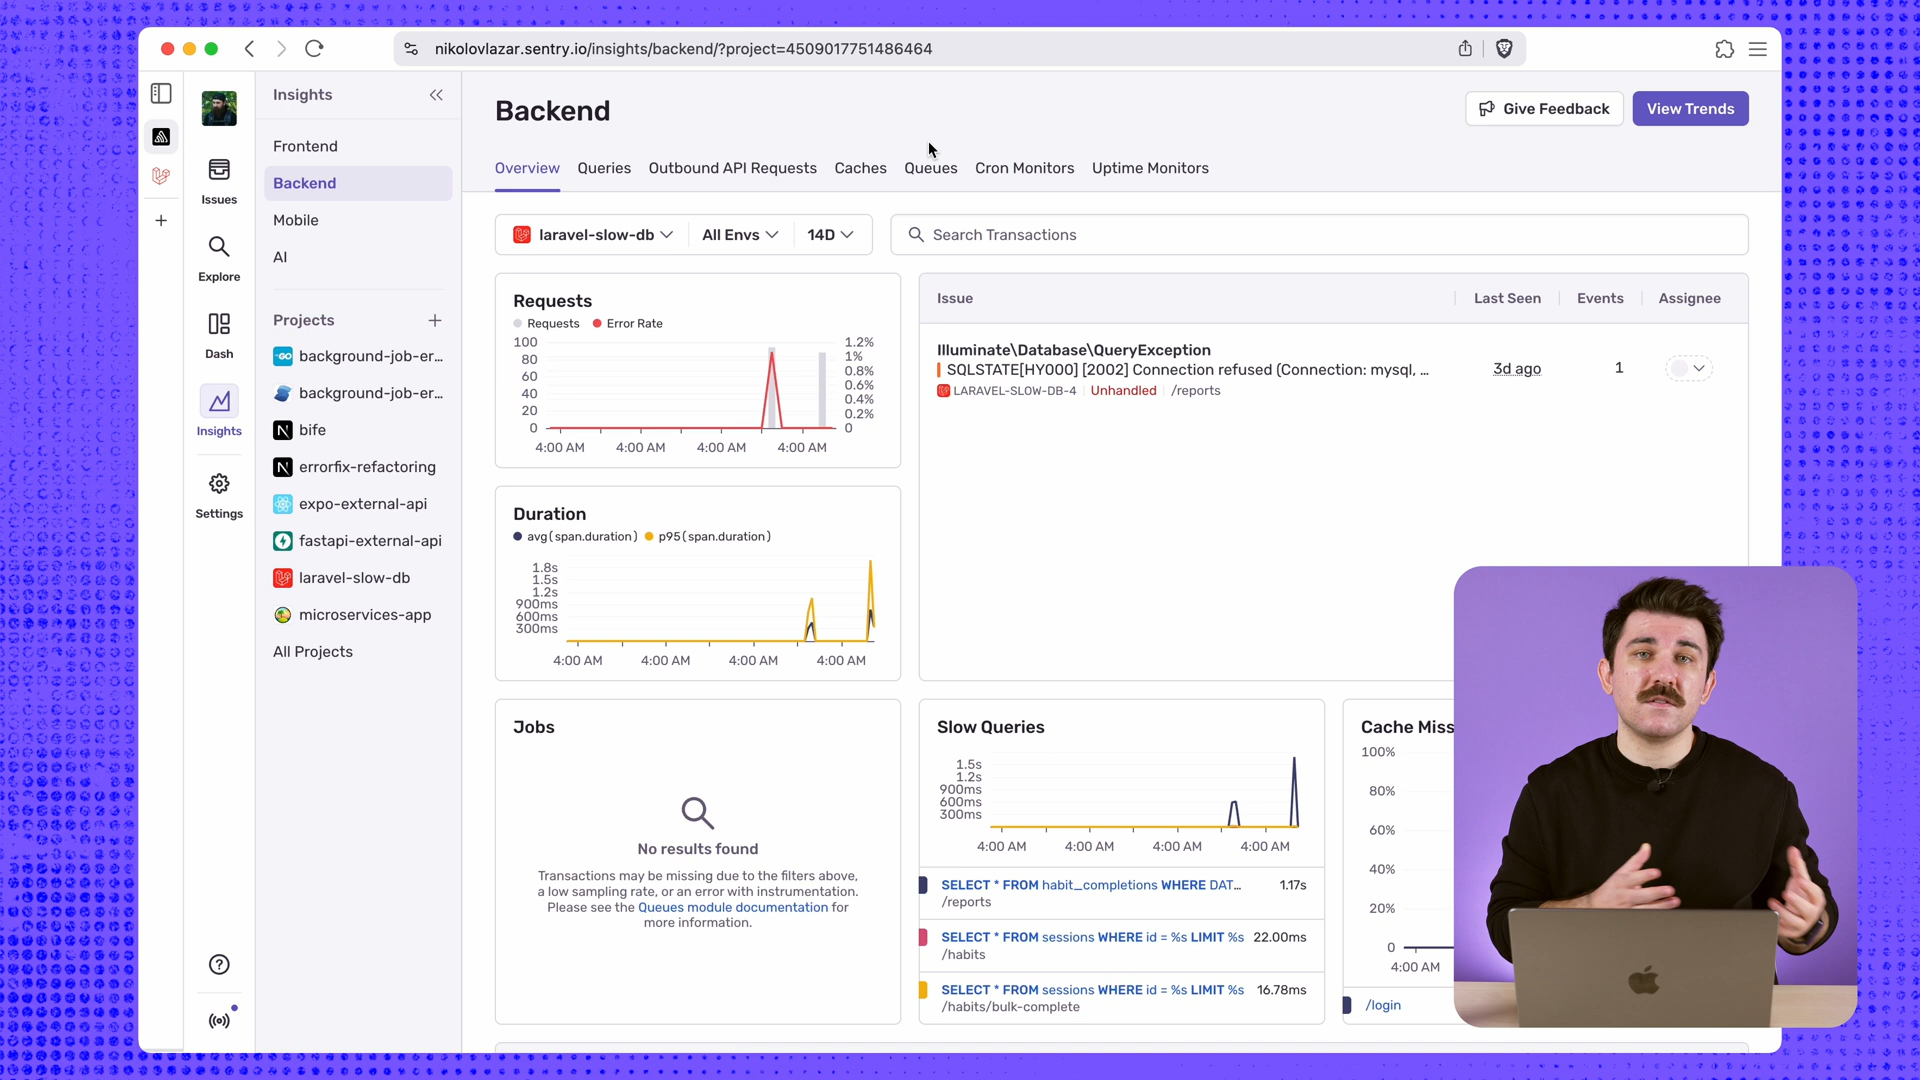 nikolovlazar.sentry.io/insights/backend/?project=4509017751486464
Issues
Explore
Dash
Insights
Settings
Insights
Frontend
Backend
Mobile
AI
Projects
background-job-er...
background-job-er...
bife
errorfix-refactoring
expo-external-api
fastapi-external-api
laravel-slow-db
microservices-app
All Projects
Backend
Give Feedback
View Trends
Overview Queries Outbound API Requests Caches Queues Cron Monitors Uptime Monitors
laravel-slow-db All Envs 14D
Search Transactions
Requests
Requests Error Rate
100
80
60
40
20
0
1.2%
1%
0.8%
0.6%
0.4%
0.2%
0
4:00 AM 4:00 AM 4:00 AM 4:00 AM
Issue Last Seen Events Assignee
Illuminate\Database\QueryException
SQLSTATE[HY000] [2002] Connection refused (Connection: mysql, ...
3d ago 1
LARAVEL-SLOW-DB-4 Unhandled /reports
Duration
avg(span.duration) p95(span.duration)
1.8s
1.5s
1.2s
900ms
600ms
300ms
4:00 AM 4:00 AM 4:00 AM 4:00 AM
Jobs
No results found
Transactions may be missing due to the filters above,
a low sampling rate, or an error with instrumentation.
Please see the Queues module documentation for
more information.
Slow Queries
1.5s
1.2s
900ms
600ms
300ms
4:00 AM 4:00 AM 4:00 AM 4:00 AM
SELECT * FROM habit_completions WHERE DAT... 1.17s
/reports
SELECT * FROM sessions WHERE id = %s LIMIT %s 22.00ms
/habits
SELECT * FROM sessions WHERE id = %s LIMIT %s 16.78ms
/habits/bulk-complete
Cache Miss
100%
80%
60%
40%
20%
0
4:00 AM
/login
GO
N
N